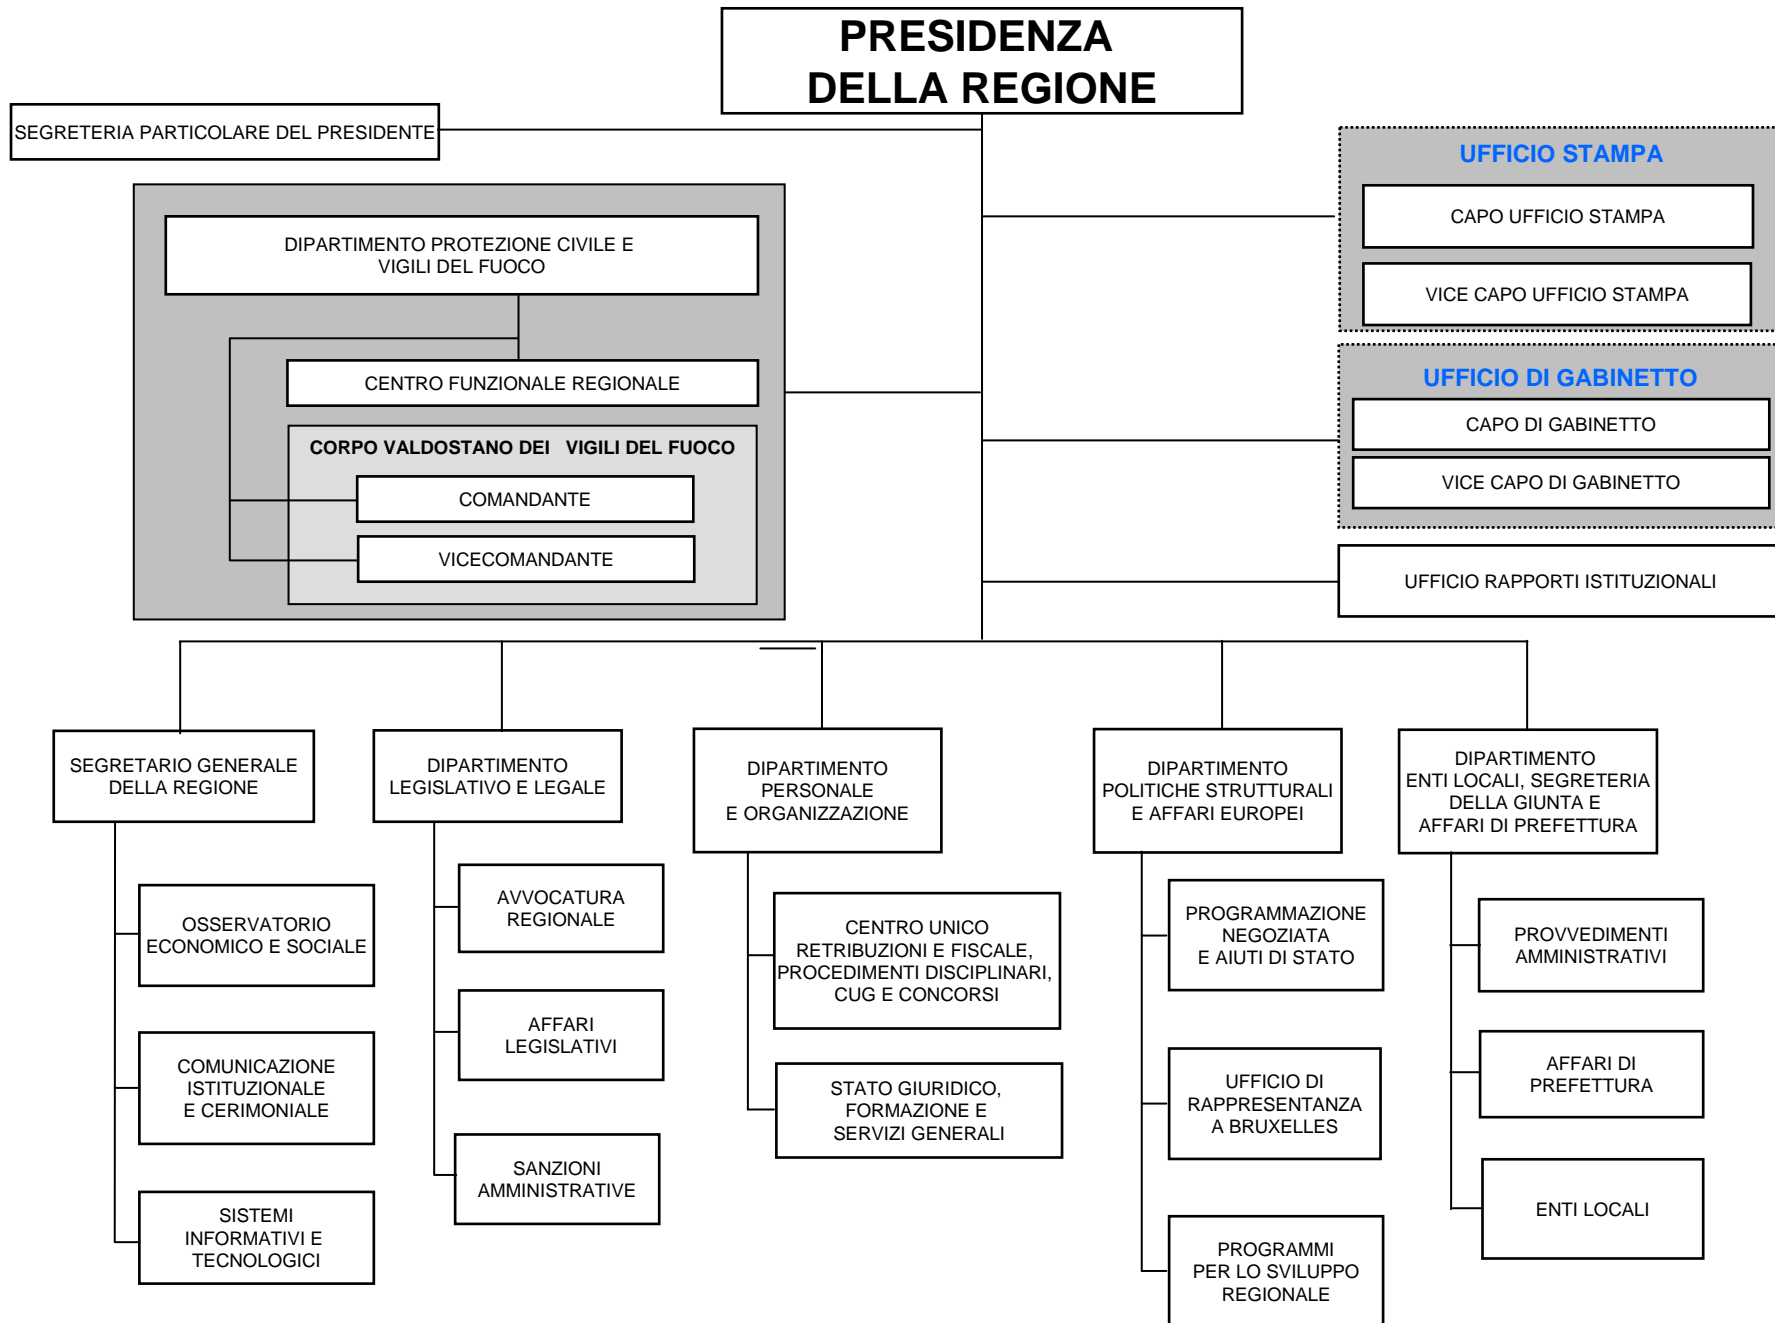 PRESIDENZA
DELLA REGIONE
SEGRETERIA PARTICOLARE DEL PRESIDENTE
UFFICIO STAMPA
CAPO UFFICIO STAMPA
VICE CAPO UFFICIO STAMPA
DIPARTIMENTO PROTEZIONE CIVILE E
VIGILI DEL FUOCO
CENTRO FUNZIONALE REGIONALE
CORPO VALDOSTANO DEI VIGILI DEL FUOCO
COMANDANTE
VICECOMANDANTE
UFFICIO DI GABINETTO
CAPO DI GABINETTO
VICE CAPO DI GABINETTO
UFFICIO RAPPORTI ISTITUZIONALI
SEGRETARIO GENERALE
DELLA REGIONE
OSSERVATORIO
ECONOMICO E SOCIALE
COMUNICAZIONE
ISTITUZIONALE
E CERIMONIALE
SISTEMI
INFORMATIVI E
TECNOLOGICI
DIPARTIMENTO
LEGISLATIVO E LEGALE
AVVOCATURA
REGIONALE
AFFARI
LEGISLATIVI
SANZIONI
AMMINISTRATIVE
DIPARTIMENTO
PERSONALE
E ORGANIZZAZIONE
CENTRO UNICO
RETRIBUZIONI E FISCALE,
PROCEDIMENTI DISCIPLINARI,
CUG E CONCORSI
STATO GIURIDICO,
FORMAZIONE E
SERVIZI GENERALI
DIPARTIMENTO
POLITICHE STRUTTURALI
E AFFARI EUROPEI
PROGRAMMAZIONE
NEGOZIATA
E AIUTI DI STATO
UFFICIO DI
RAPPRESENTANZA
A BRUXELLES
PROGRAMMI
PER LO SVILUPPO
REGIONALE
DIPARTIMENTO
ENTI LOCALI, SEGRETERIA
DELLA GIUNTA E
AFFARI DI PREFETTURA
PROVVEDIMENTI
AMMINISTRATIVI
AFFARI DI
PREFETTURA
ENTI LOCALI